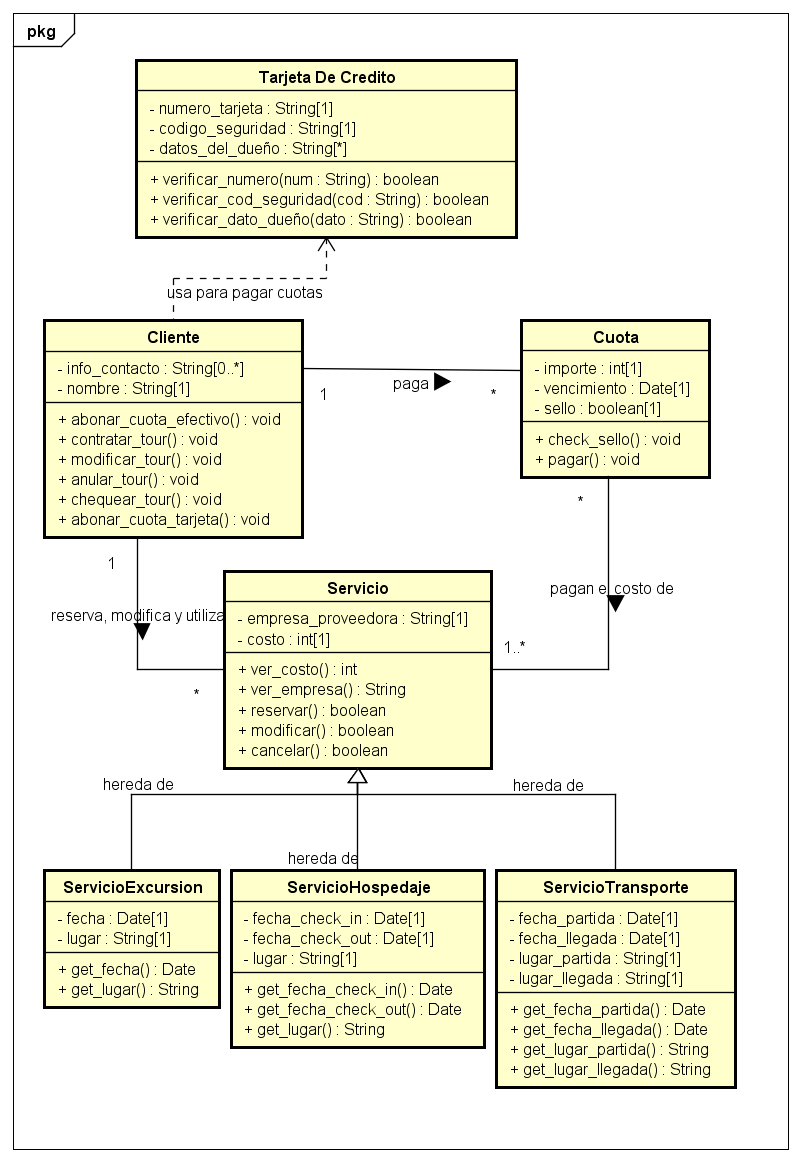 pkg
Tarjeta De Credito
- numero_tarjeta : String[1]
- codigo_seguridad : String[1]
- datos_del_dueño : String[*]
+ verificar_numero(num : String) : boolean
+ verificar_cod_seguridad(cod : String) : boolean
+ verificar_dato_dueño(dato : String) : boolean
usa para pagar cuotas
Cliente
- info_contacto : String[0..*]
- nombre : String[1]
+ abonar_cuota_efectivo() : void
+ contratar_tour() : void
+ modificar_tour() : void
+ anular_tour() : void
+ chequear_tour() : void
+ abonar_cuota_tarjeta() : void
1
paga
*
Cuota
- importe : int[1]
- vencimiento : Date[1]
- sello : boolean[1]
+ check_sello() : void
+ pagar() : void
*
pagan el costo de
1..*
1
reserva, modifica y utiliza
*
Servicio
- empresa_proveedora : String[1]
- costo : int[1]
+ ver_costo() : int
+ ver_empresa() : String
+ reservar() : boolean
+ modificar() : boolean
+ cancelar() : boolean
hereda de
hereda de
hereda de
ServicioExcursion
- fecha : Date[1]
- lugar : String[1]
+ get_fecha() : Date
+ get_lugar() : String
ServicioHospedaje
- fecha_check_in : Date[1]
- fecha_check_out : Date[1]
- lugar : String[1]
+ get_fecha_check_in() : Date
+ get_fecha_check_out() : Date
+ get_lugar() : String
ServicioTransporte
- fecha_partida : Date[1]
- fecha_llegada : Date[1]
- lugar_partida : String[1]
- lugar_llegada : String[1]
+ get_fecha_partida() : Date
+ get_fecha_llegada() : Date
+ get_lugar_partida() : String
+ get_lugar_llegada() : String